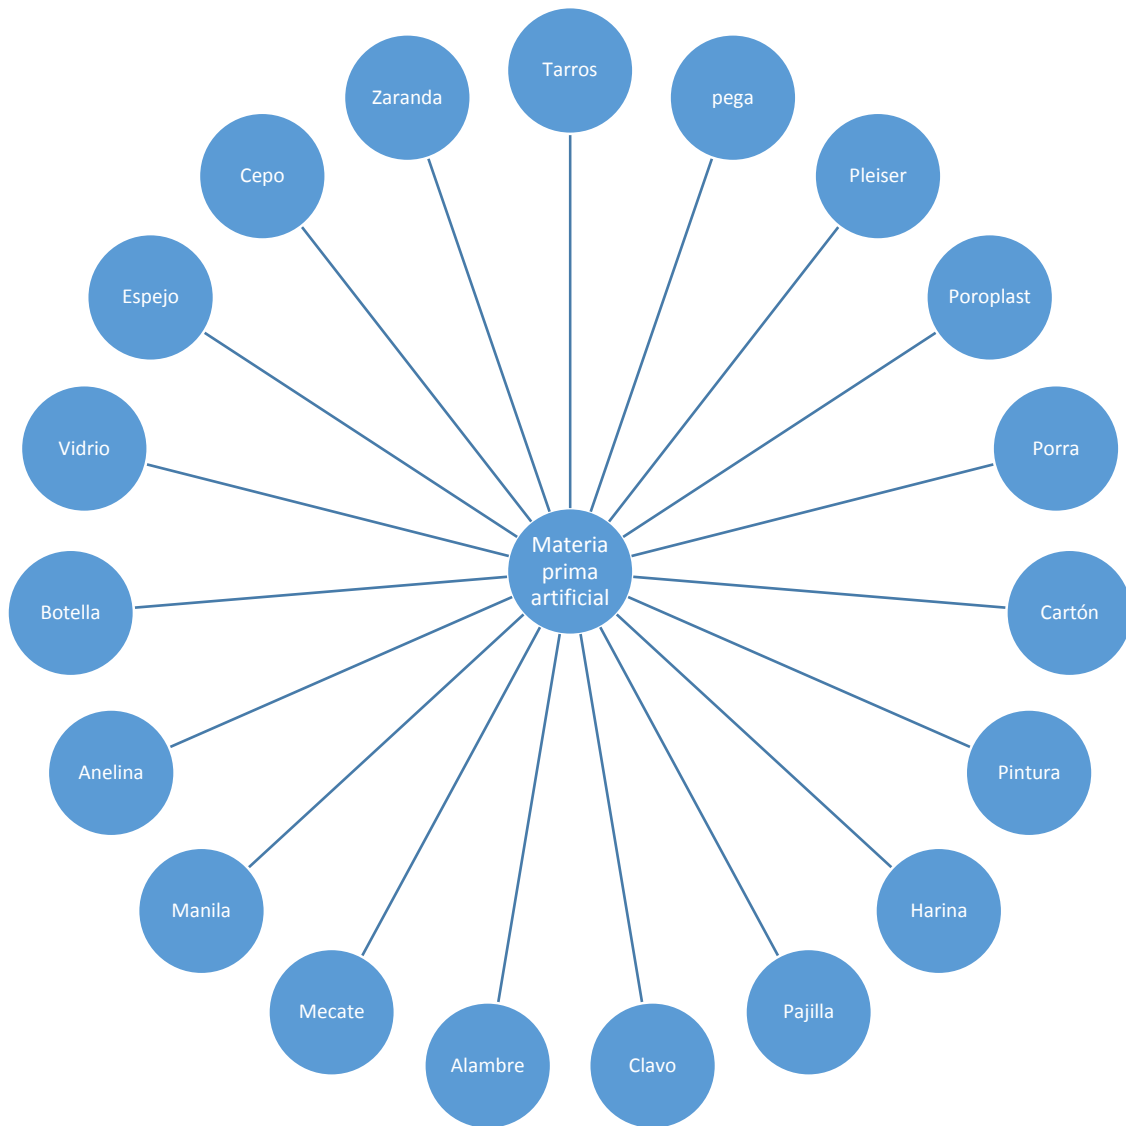 Tarros
pega
Pleiser
Poroplast
Porra
Cartón
Pintura
Harina
Pajilla
Clavo
Alambre
Mecate
Manila
Anelina
Botella
Vidrio
Espejo
Cepo
Zaranda
Materia
prima
artificial